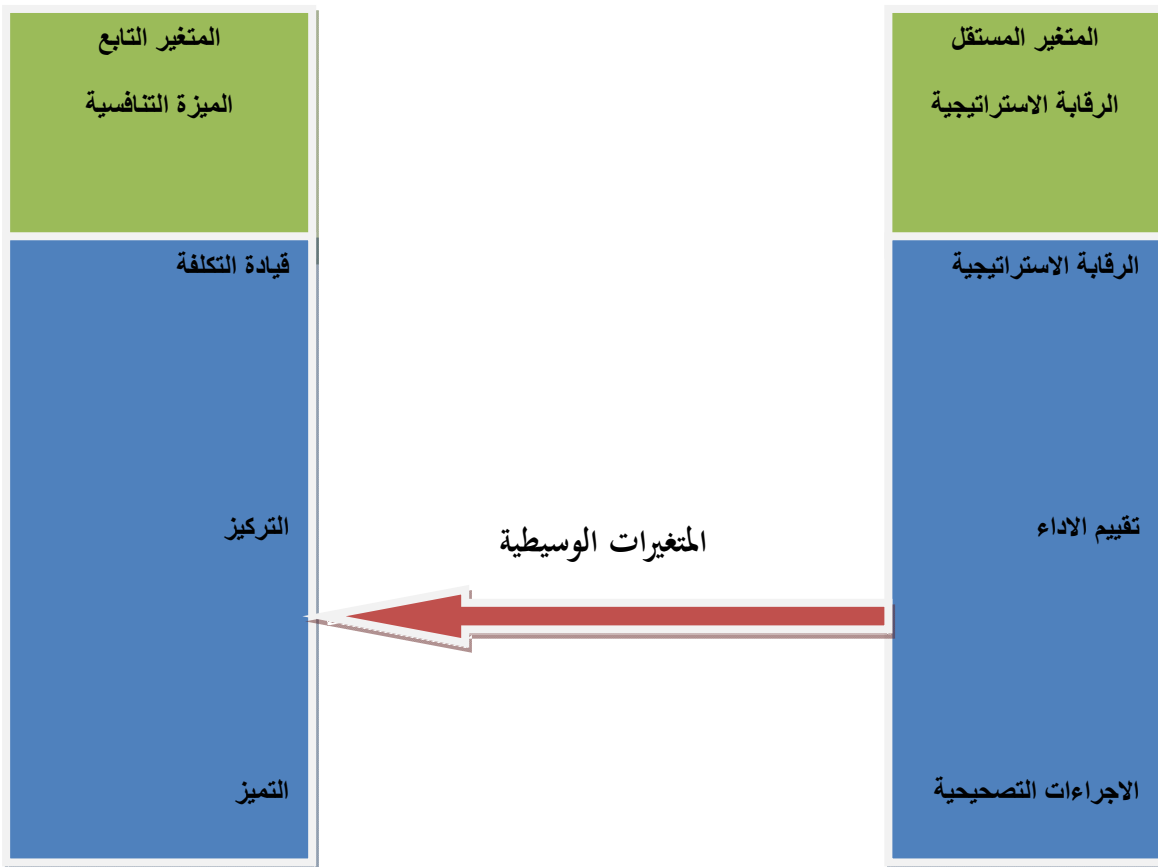 المتغير المستقل
الرقابة الاستراتيجية
الرقابة الاستراتيجية
تقييم الاداء
الاجراءات التصحيحية
المتغيرات الوسيطية
المتغير التابع
الميزة التنافسية
قيادة التكلفة
التركيز
التميز